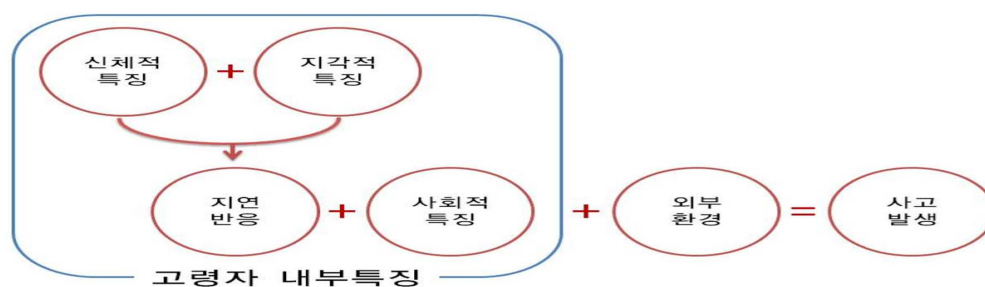 신체적
특징
+
지각적
특징
지연
반응
+
사회적
특징
+
외부
환경
=
사고
발생
고령자 내부특징